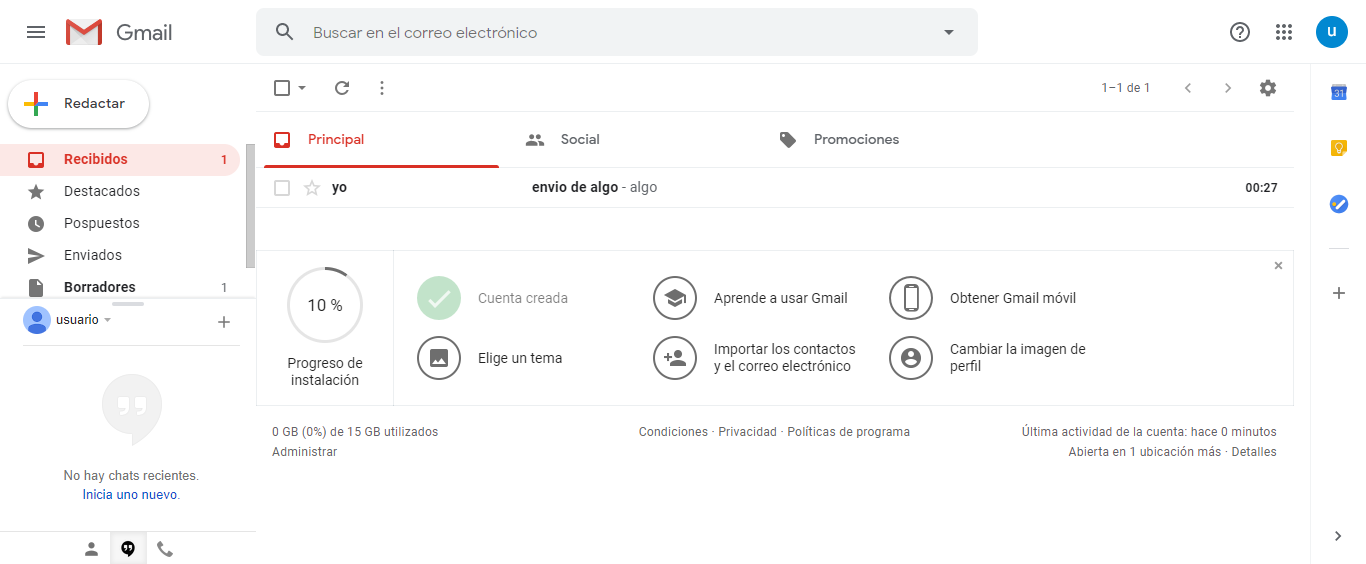 Gmail
Buscar en el correo electrónico
u
Redactar
1–1 de 1
31
Principal
Social
Promociones
Recibidos 1
Destacados
Pospuestos
Enviados
Borradores 1
yo envio de algo - algo 00:27
usuario
10 %
Progreso de
instalación
Cuenta creada
Aprende a usar Gmail
Obtener Gmail móvil
Elige un tema
Importar los contactos
y el correo electrónico
Cambiar la imagen de
perfil
0 GB (0%) de 15 GB utilizados
Administrar
Condiciones · Privacidad · Políticas de programa
Última actividad de la cuenta: hace 0 minutos
Abierta en 1 ubicación más · Detalles
No hay chats recientes.
Inicia uno nuevo.